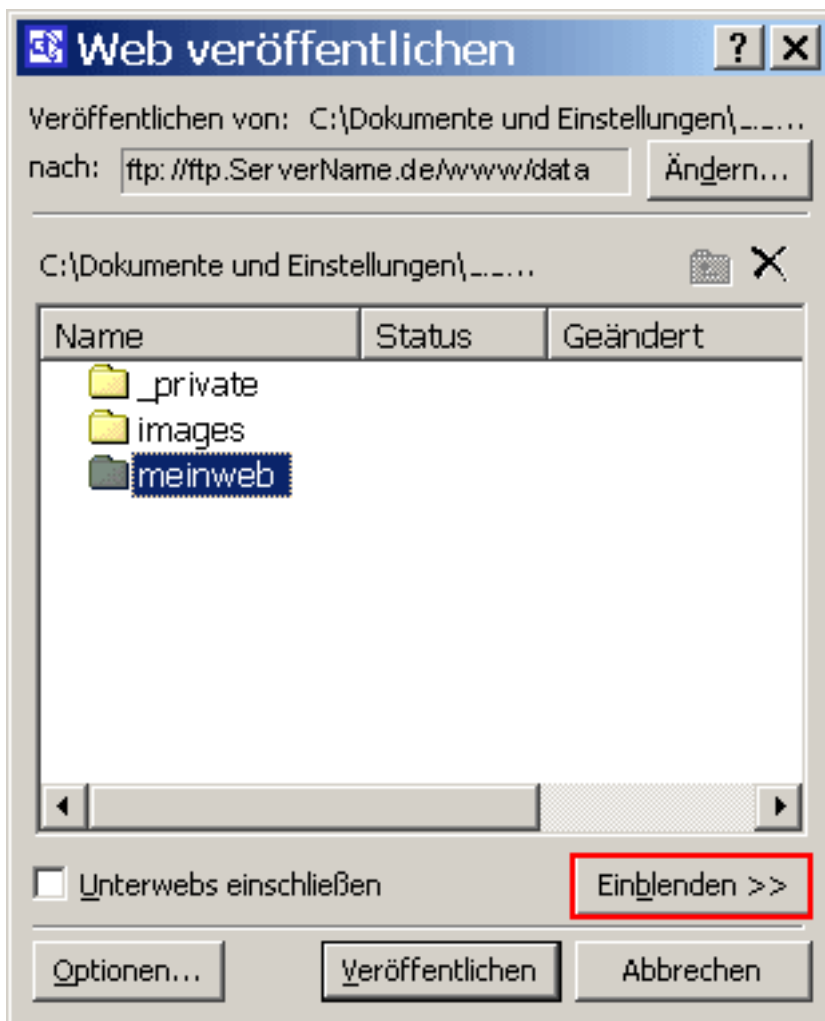 Web veröffentlichen ?
Veröffentlichen von: C:\Dokumente und Einstellungen\_._...
nach: ftp://ftp.ServerName.de/www/data Ändern...
C:\Dokumente und Einstellungen\_._...
Name Status Geändert
_private
images
meinweb
Unterwebs einschließen Einblenden >>
Optionen... Veröffentlichen Abbrechen